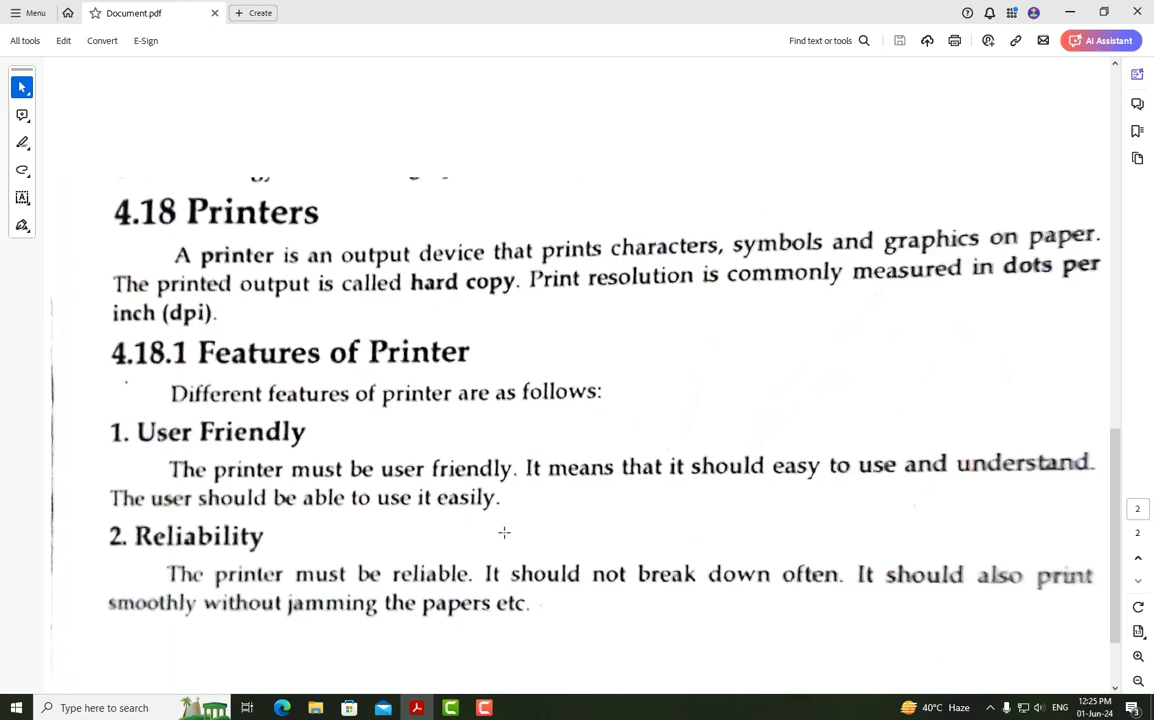 Menu
Document.pdf
Create
All tools
Edit
Convert
E-Sign
Find text or tools
AI Assistant
4.18 Printers
A printer is an output device that prints characters, symbols and graphics on paper.
The printed output is called hard copy. Print resolution is commonly measured in dots per
inch (dpi).
4.18.1 Features of Printer
Different features of printer are as follows:
1. User Friendly
The printer must be user friendly. It means that it should easy to use and understand.
The user should be able to use it easily.
2. Reliability
The printer must be reliable. It should not break down often. It should also print
smoothly without jamming the papers etc.
2
2
Type here to search
40°C Haze
ENG
12:25 PM
01-Jun-24
3